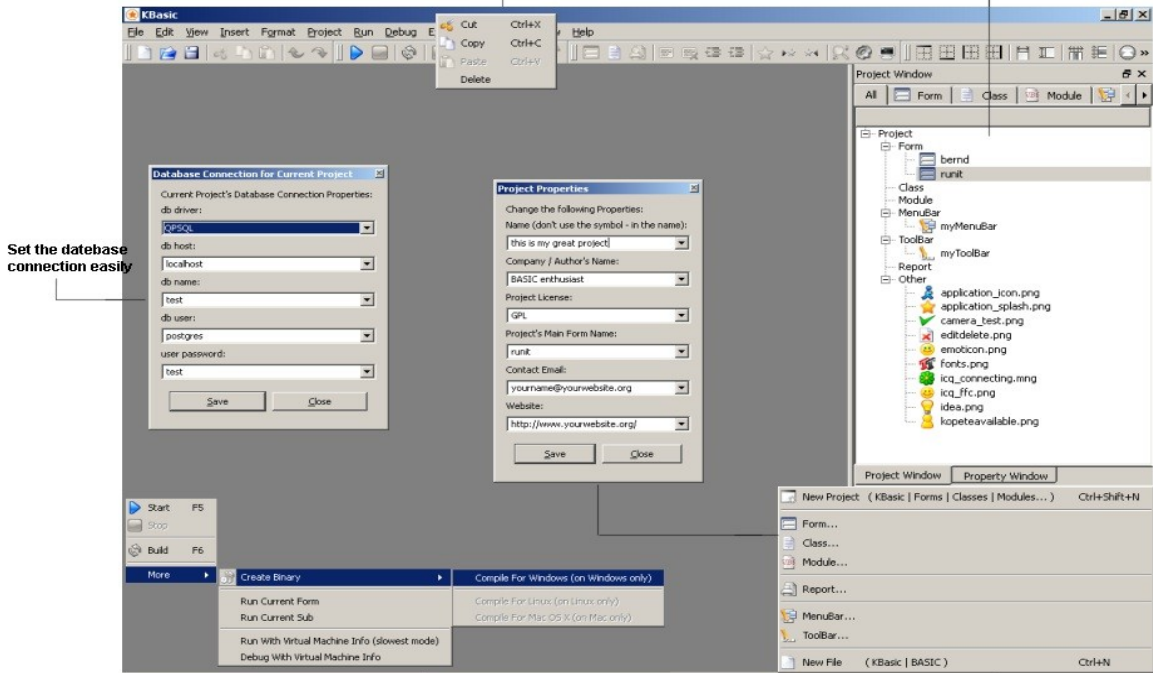 KBasic
File Edit View Insert Format Project Run Debug E Help
Cut Ctrl+X
Copy Ctrl+C
Paste Ctrl+V
Delete
Project Window
All Form Class Module
Project
Form
bernd
runit
Class
Module
MenuBar
myMenuBar
ToolBar
myToolBar
Report
Other
application_icon.png
application_splash.png
camera_test.png
editdelete.png
emoticon.png
fonts.png
icq_connecting.mng
icq_ffc.png
idea.png
kopeteavailable.png
Project Window Property Window
Set the datebase
connection easily
Database Connection for Current Project
Current Project's Database Connection Properties:
db driver:
QPSQL
db host:
localhost
db name:
test
db user:
postgres
user password:
test
Save Close
Project Properties
Change the following Properties:
Name (don't use the symbol - in the name):
this is my great project
Company / Author's Name:
BASIC enthusiast
Project License:
GPL
Project's Main Form Name:
runit
Contact Email:
yourname@yourwebsite.org
Website:
http://www.yourwebsite.org/
Save Close
Start F5
Stop
Build F6
More
Create Binary
Run Current Form
Run Current Sub
Run With Virtual Machine Info (slowest mode)
Debug With Virtual Machine Info
Compile For Windows (on Windows only)
Compile For Linux (on Linux only)
Compile For Mac OS X (on Mac only)
New Project ( KBasic | Forms | Classes | Modules... ) Ctrl+Shift+N
Form...
Class...
Module...
Report...
MenuBar...
ToolBar...
New File ( KBasic | BASIC ) Ctrl+N